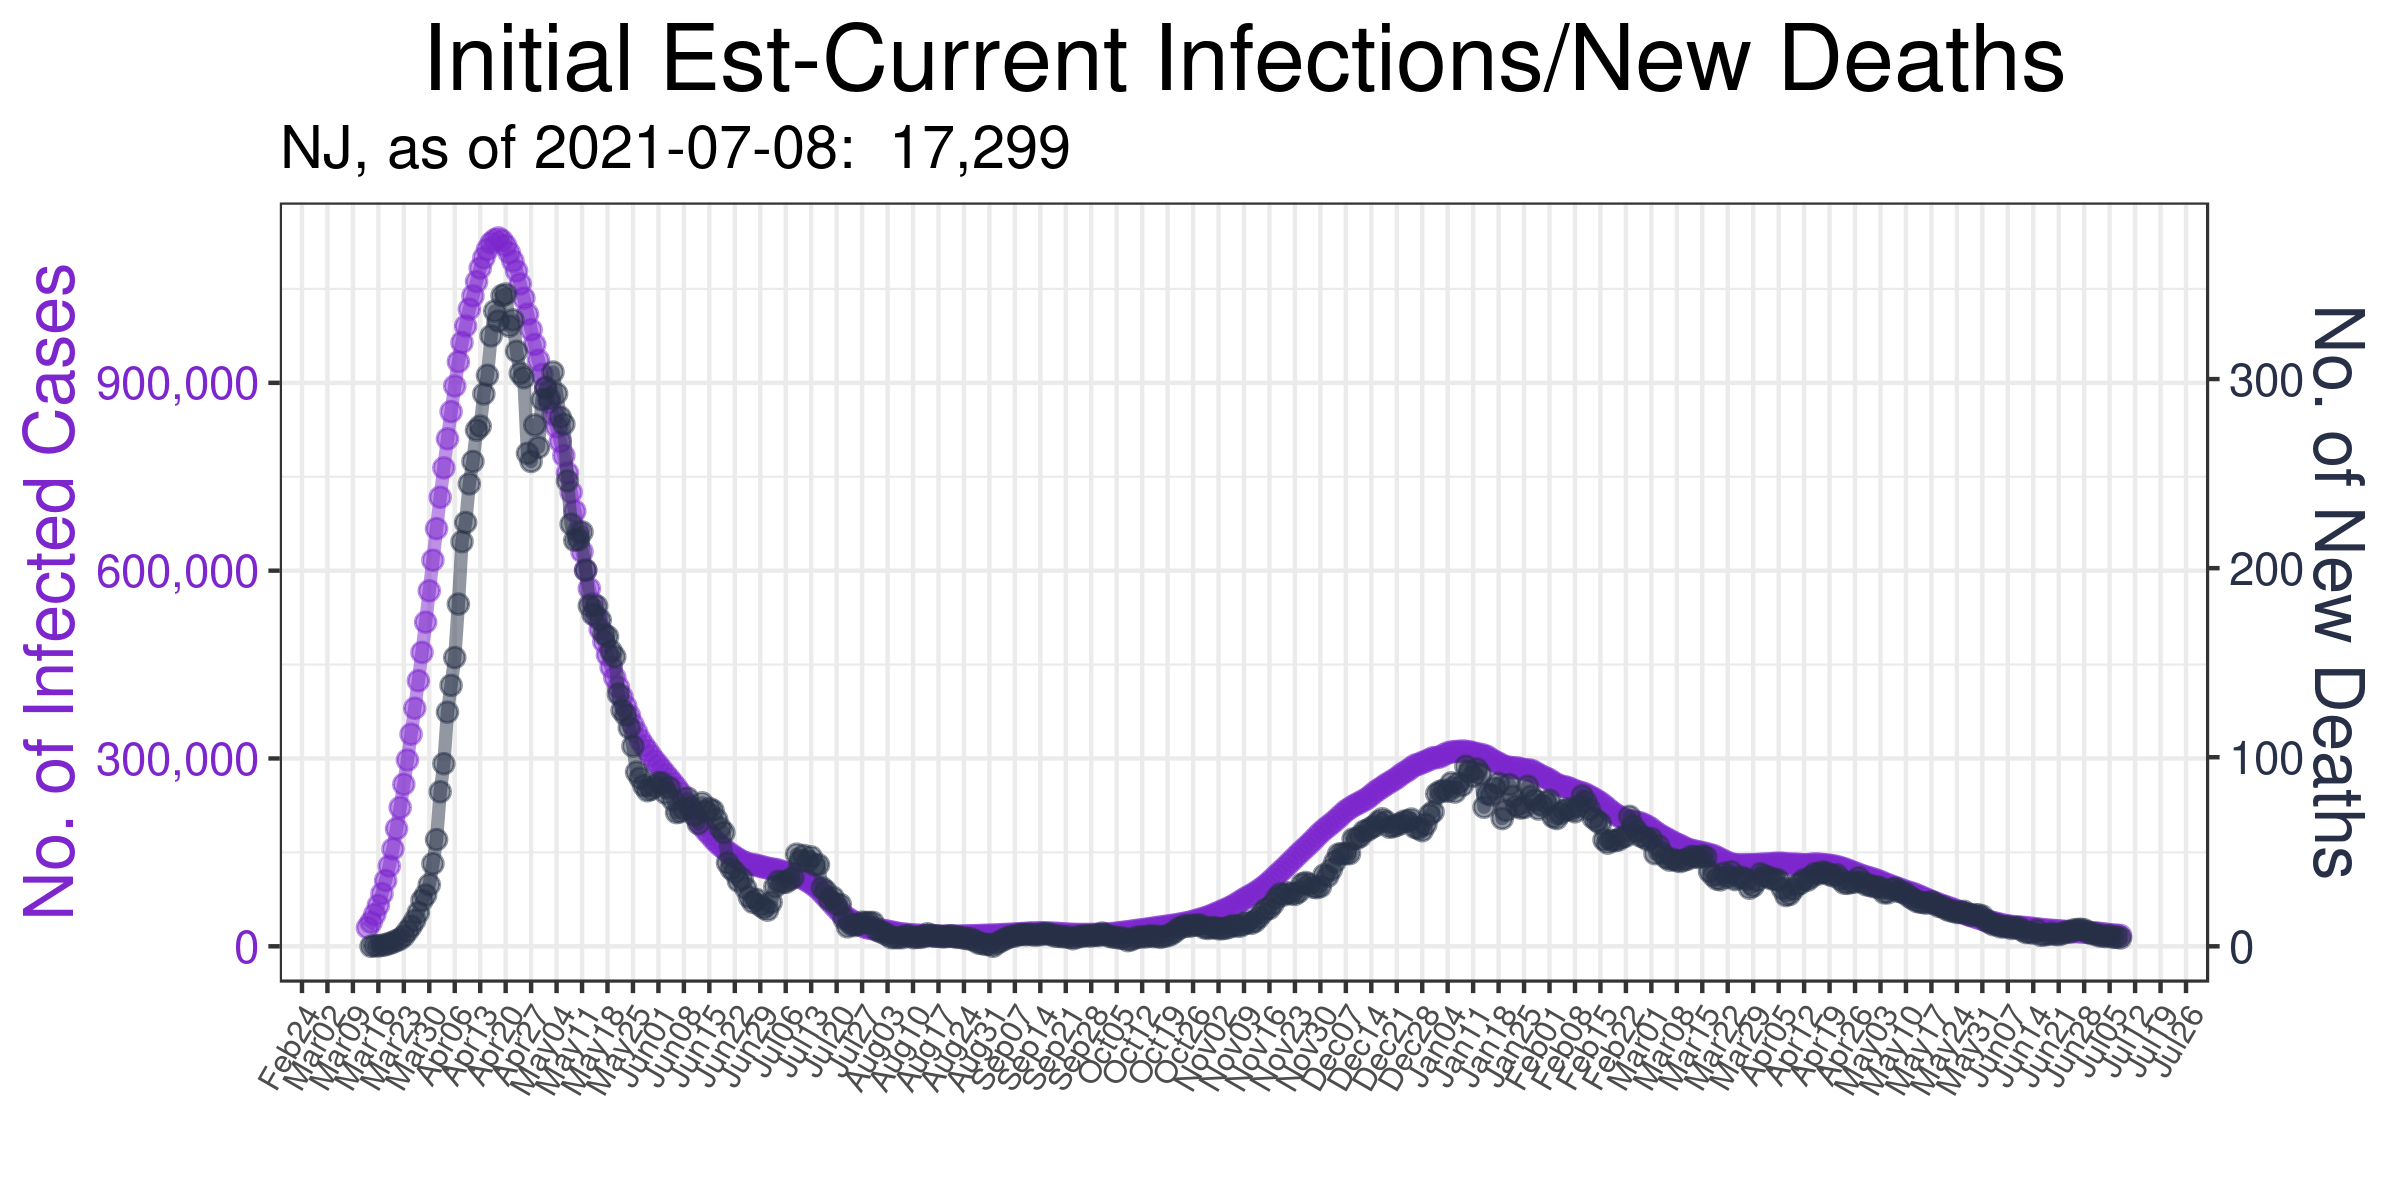 Initial Est-Current Infections/New Deaths
NJ, as of 2021-07-08: 17,299
No. of Infected Cases
900,000
600,000
300,000
0
No. of New Deaths
300
200
100
0
Feb24
Mar02
Mar09
Mar16
Mar23
Mar30
Apr06
Apr13
Apr20
Apr27
May04
May11
May18
May25
Jun01
Jun08
Jun15
Jun22
Jun29
Jul06
Jul13
Jul20
Jul27
Aug03
Aug10
Aug17
Aug24
Aug31
Sep07
Sep14
Sep21
Sep28
Oct05
Oct12
Oct19
Oct26
Nov02
Nov09
Nov16
Nov23
Nov30
Dec07
Dec14
Dec21
Dec28
Jan04
Jan11
Jan18
Jan25
Feb01
Feb08
Feb15
Feb22
Mar01
Mar08
Mar15
Mar22
Mar29
Apr05
Apr12
Apr19
Apr26
May03
May10
May17
May24
May31
Jun07
Jun14
Jun21
Jun28
Jul05
Jul12
Jul19
Jul26